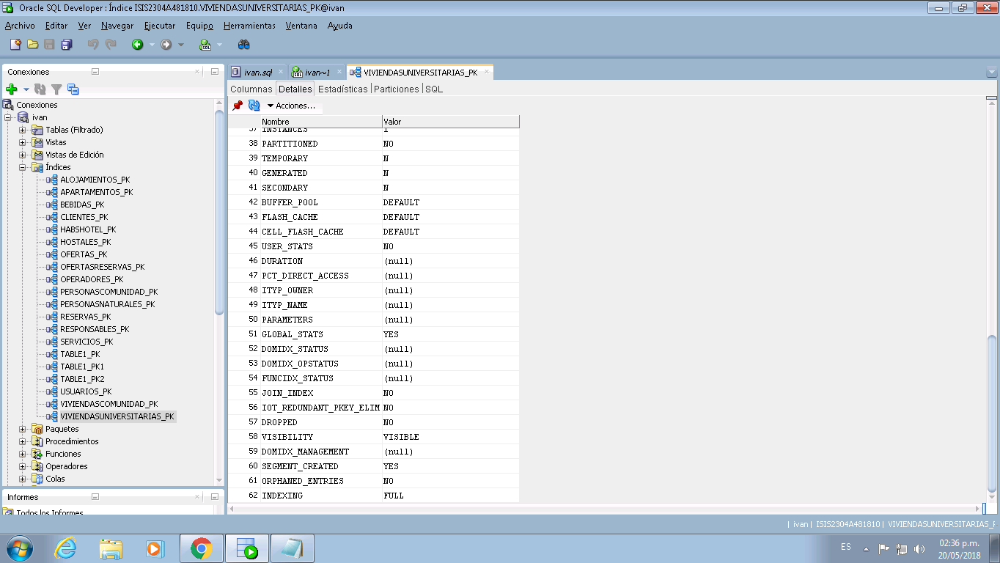 Oracle SQL Developer : Índice ISIS2304A481810.VIVIENDASUNIVERSITARIAS_PK@ivan
Archivo Editar Ver Navegar Ejecutar Equipo Herramientas Ventana Ayuda
Conexiones
Conexiones
ivan
Tablas (Filtrado)
Vistas
Vistas de Edición
Índices
ALOJAMIENTOS_PK
APARTAMENTOS_PK
BEBIDAS_PK
CLIENTES_PK
HABSHOTEL_PK
HOSTALES_PK
OFERTAS_PK
OFERTASRESERVAS_PK
OPERADORES_PK
PERSONASCOMUNIDAD_PK
PERSONASNATURALES_PK
RESERVAS_PK
RESPONSABLES_PK
SERVICIOS_PK
TABLE1_PK
TABLE1_PK1
TABLE1_PK2
USUARIOS_PK
VIVIENDASCOMUNIDAD_PK
VIVIENDASUNIVERSITARIAS_PK
Paquetes
Procedimientos
Funciones
Operadores
Colas
Informes
Todos los Informes
ivan.sql ivan~1 VIVIENDASUNIVERSITARIAS_PK
Columnas Detalles Estadísticas Particiones SQL
Acciones...
Nombre Valor
37 INSTANCES 1
38 PARTITIONED NO
39 TEMPORARY N
40 GENERATED N
41 SECONDARY N
42 BUFFER_POOL DEFAULT
43 FLASH_CACHE DEFAULT
44 CELL_FLASH_CACHE DEFAULT
45 USER_STATS NO
46 DURATION (null)
47 PCT_DIRECT_ACCESS (null)
48 ITYP_OWNER (null)
49 ITYP_NAME (null)
50 PARAMETERS (null)
51 GLOBAL_STATS YES
52 DOMIDX_STATUS (null)
53 DOMIDX_OPSTATUS (null)
54 FUNCIDX_STATUS (null)
55 JOIN_INDEX NO
56 IOT_REDUNDANT_PKEY_ELIM NO
57 DROPPED NO
58 VISIBILITY VISIBLE
59 DOMIDX_MANAGEMENT (null)
60 SEGMENT_CREATED YES
61 ORPHANED_ENTRIES NO
62 INDEXING FULL
| ivan | ISIS2304A481810 | VIVIENDASUNIVERSITARIAS_P
ES
02:36 p.m.
20/05/2018